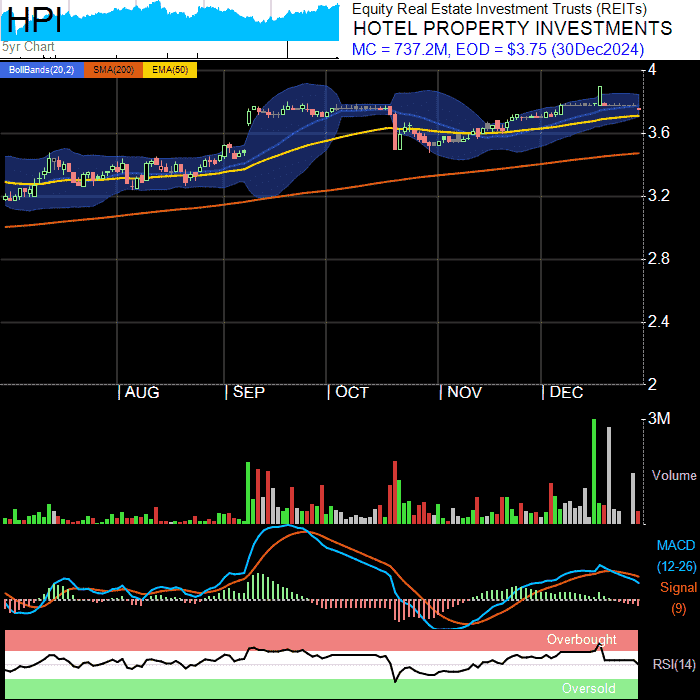 HPI
5yr Chart
Equity Real Estate Investment Trusts (REITs)
HOTEL PROPERTY INVESTMENTS
MC = 737.2M, EOD = $3.75 (30Dec2024)
BollBands(20,2) SMA(200) EMA(50)
4
3.6
3.2
2.8
2.4
2
AUG SEP OCT NOV DEC
3M
Volume
MACD
(12-26)
Signal
(9)
Overbought
RSI(14)
Oversold